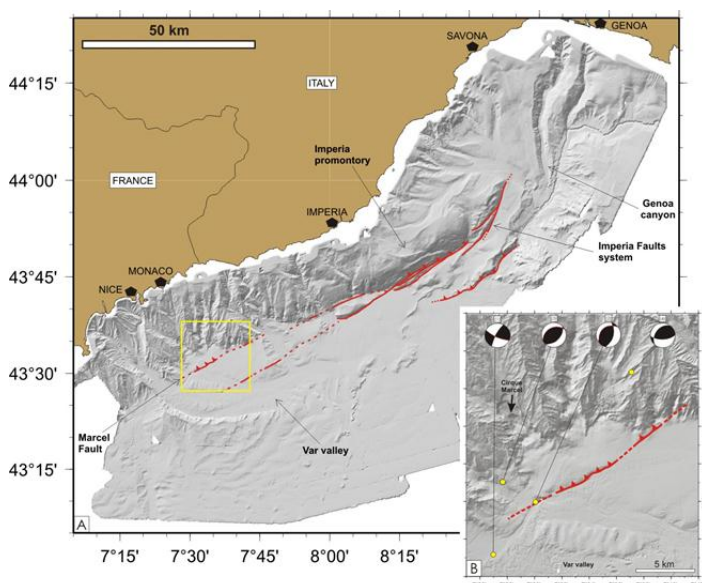 50 km
SAVONA
GENOA
44°15'
ITALY
Imperia
promontory
44°00'
FRANCE
IMPERIA
Genoa
canyon
Imperia Faults
system
MONACO
43°45'
NICE
43°30'
Cirque
Marcel
Marcel
Fault
Var valley
43°15'
A
B
Var valley
5 km
7°15'
7°30'
7°45'
8°00'
8°15'